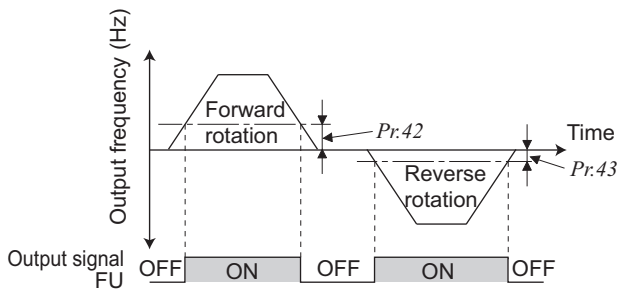 Output frequency (Hz)
Forward
rotation
Pr.42
Time
Pr.43
Reverse
rotation
Output signal
FU
OFF ON OFF ON OFF